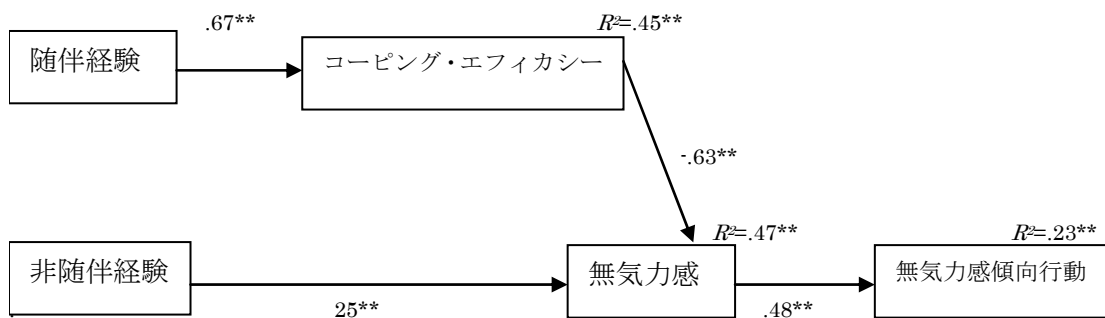 .67**
R²=.45**
随伴経験
コーピング・エフィカシー
-.63**
R²=.47**
R²=.23**
非随伴経験
無気力感
無気力感傾向行動
25**
.48**